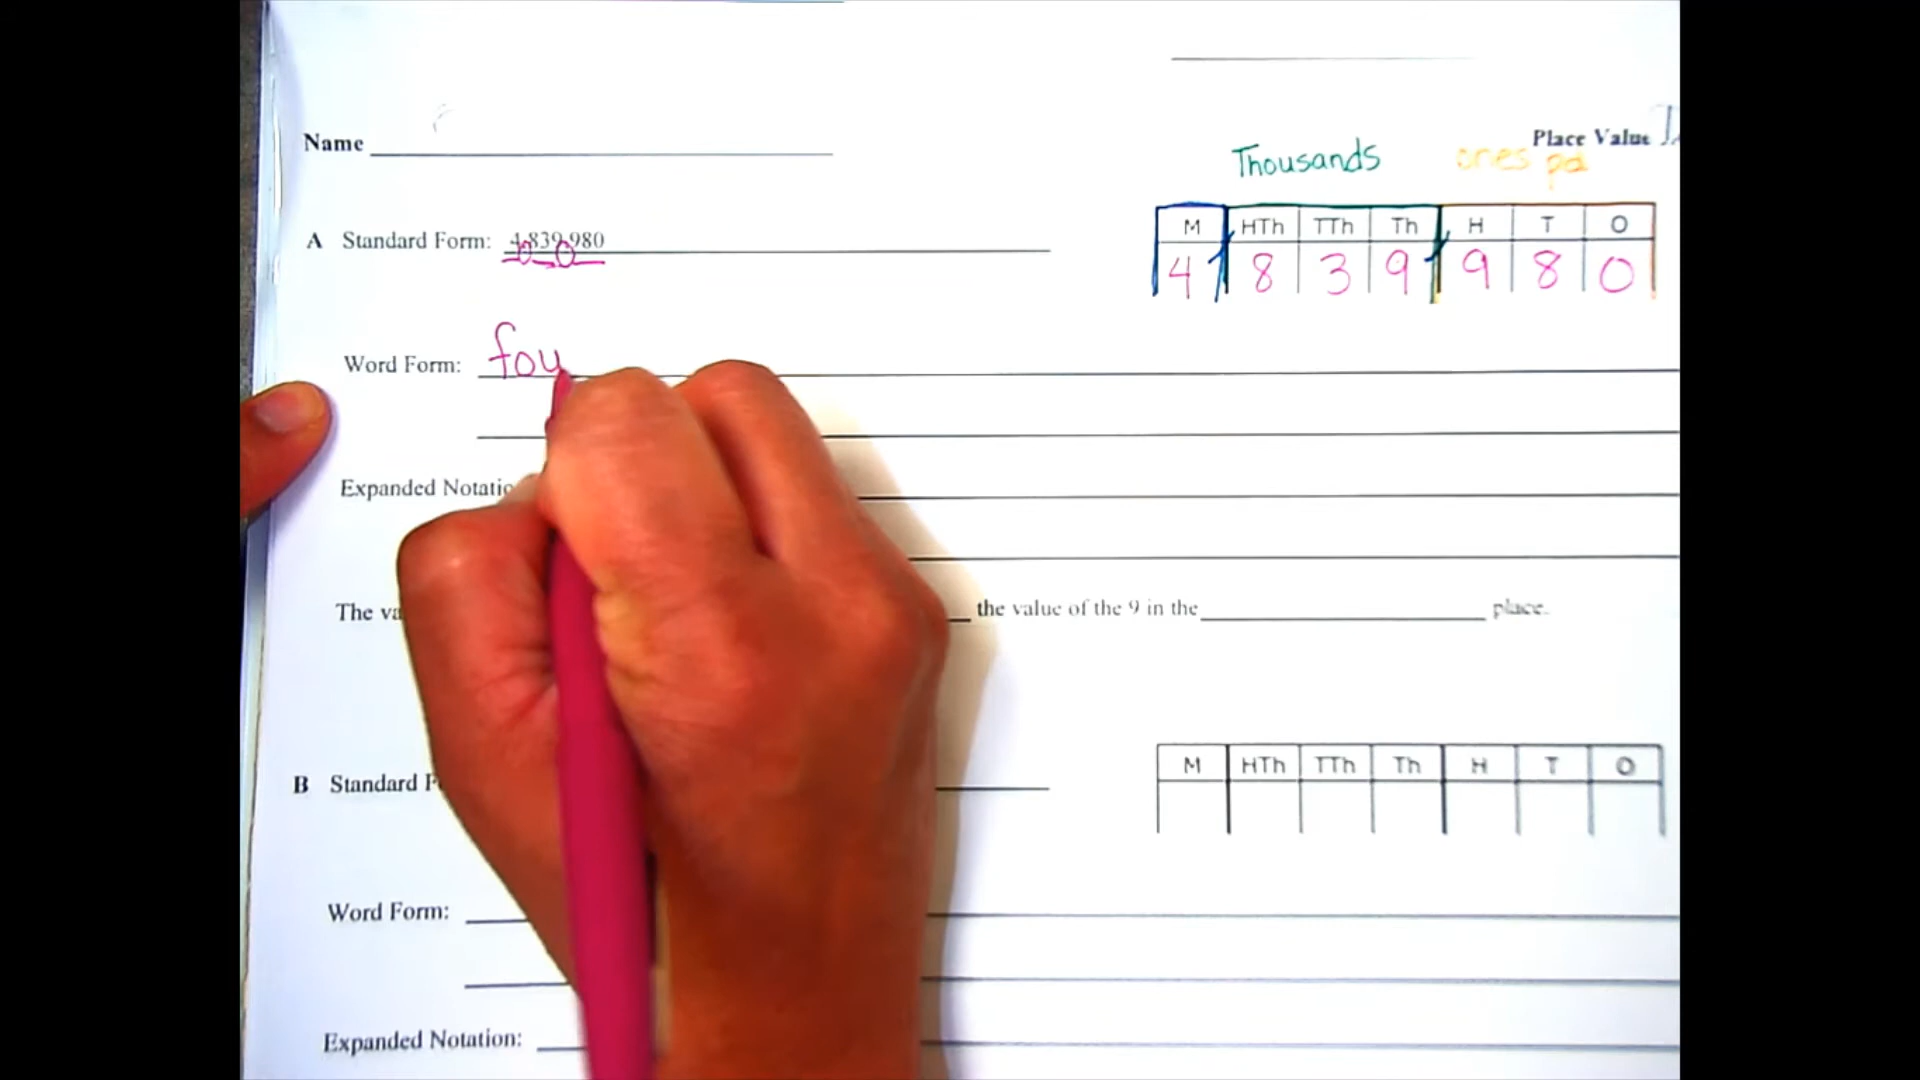 Name
Place Value
Thousands
ones pd
A Standard Form: 4,839,980
M HTh TTh Th H T O
4 , 8 3 9 , 9 8 0
Word Form: fou
Expanded
The
the value of the 9 in the place.
B Standard
M HTh TTh Th H T O
Word Form:
Expanded Notation: